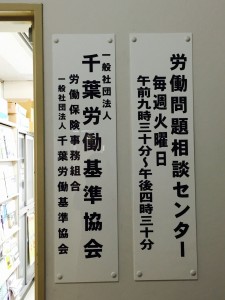 労働問題相談センター
毎週火曜日
午前九時三十分~午後四時三十分
一般社団法人
千葉労働基準協会
労働保険事務組合
一般社団法人 千葉労働基準協会